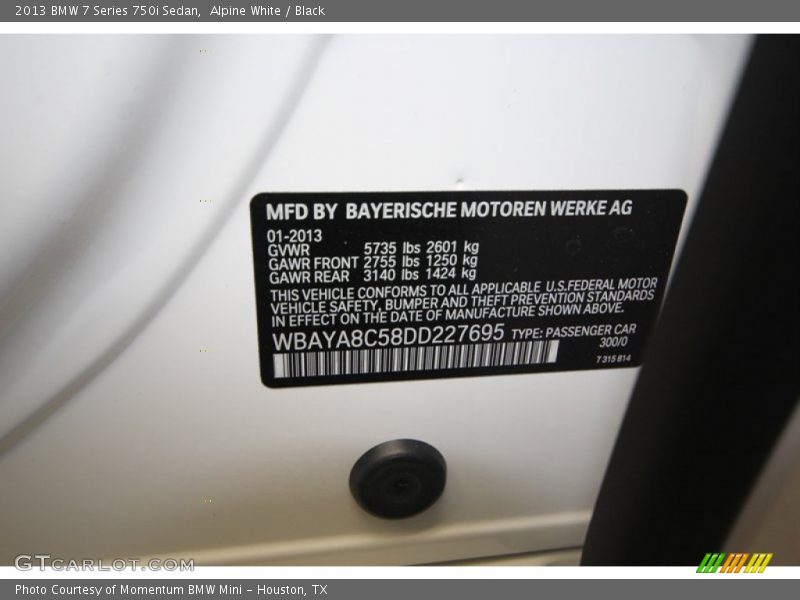 2013 BMW 7 Series 750i Sedan,  Alpine White / Black
MFD BY BAYERISCHE MOTOREN WERKE AG
01-2013
GVWR 5735 lbs 2601 kg
GAWR FRONT 2755 lbs 1250 kg
GAWR REAR 3140 lbs 1424 kg
THIS VEHICLE CONFORMS TO ALL APPLICABLE U.S.FEDERAL MOTOR
VEHICLE SAFETY, BUMPER AND THEFT PREVENTION STANDARDS
IN EFFECT ON THE DATE OF MANUFACTURE SHOWN ABOVE.
WBAYA8C58DD227695 TYPE: PASSENGER CAR
300/0
7 315 814
GTCARLOT.COM
Photo Courtesy of Momentum BMW Mini - Houston, TX